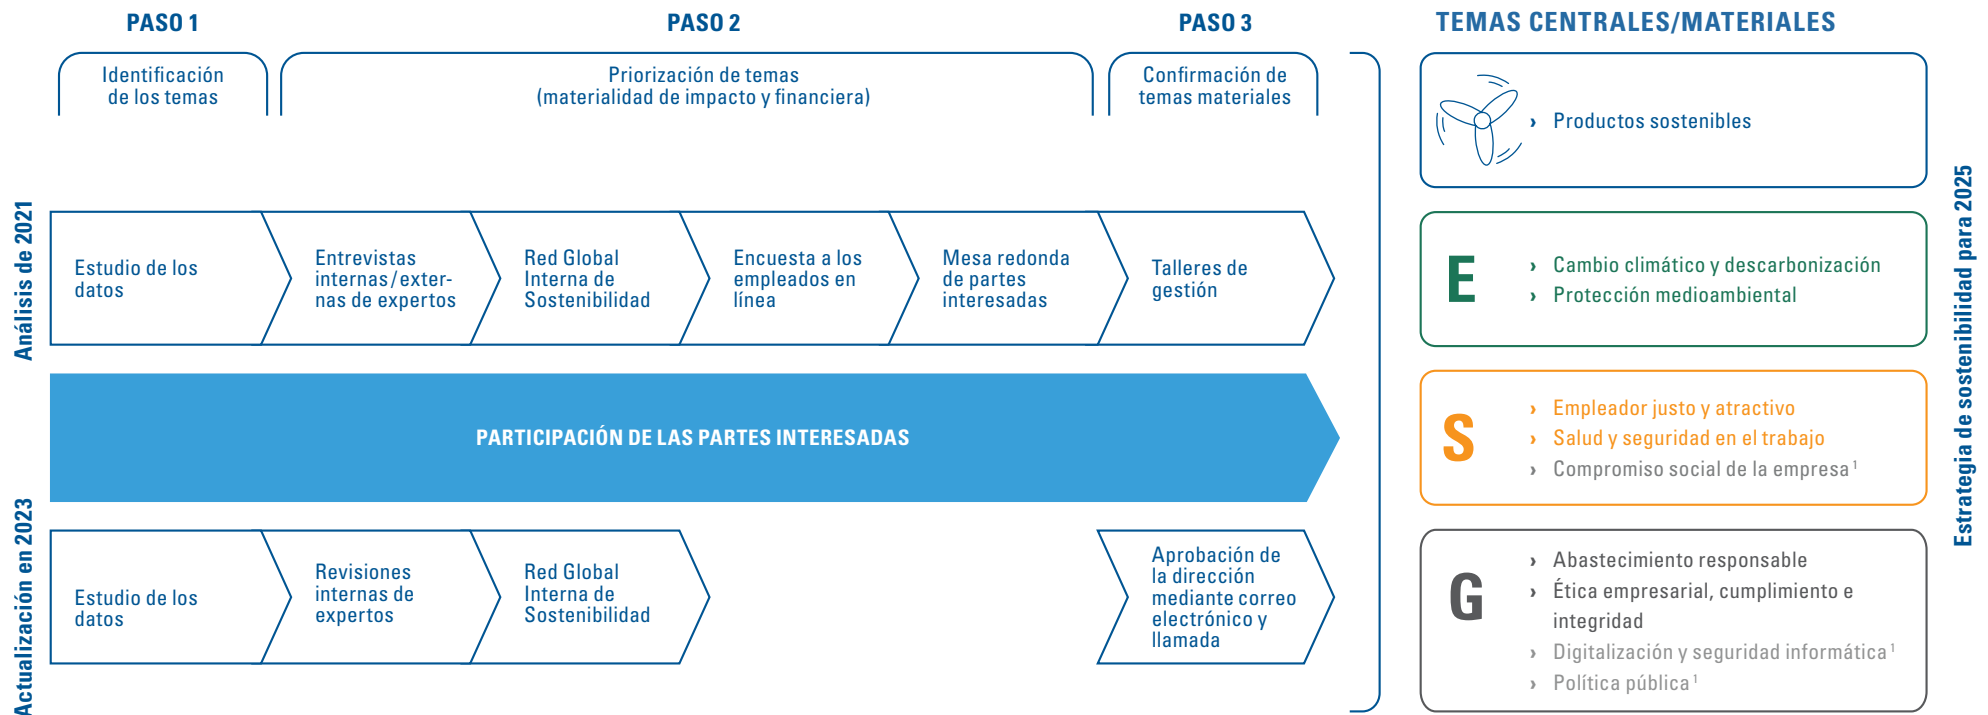 PASO 1
PASO 2
PASO 3
TEMAS CENTRALES/MATERIALES
Identificación
de los temas
Priorización de temas
(materialidad de impacto y financiera)
Confirmación de
temas materiales
› Productos sostenibles
Análisis de 2021
Estudio de los
datos
Entrevistas
internas/exter-
nas de expertos
Red Global
Interna de
Sostenibilidad
Encuesta a los
empleados en
línea
Mesa redonda
de partes
interesadas
Talleres de
gestión
E
› Cambio climático y descarbonización
› Protección medioambiental
PARTICIPACIÓN DE LAS PARTES INTERESADAS
S
› Empleador justo y atractivo
› Salud y seguridad en el trabajo
› Compromiso social de la empresa¹
Actualización en 2023
Estudio de los
datos
Revisiones
internas de
expertos
Red Global
Interna de
Sostenibilidad
Aprobación de
la dirección
mediante correo
electrónico y
llamada
G
› Abastecimiento responsable
› Ética empresarial, cumplimiento e
integridad
› Digitalización y seguridad informática¹
› Política pública¹
Estrategia de sostenibilidad para 2025